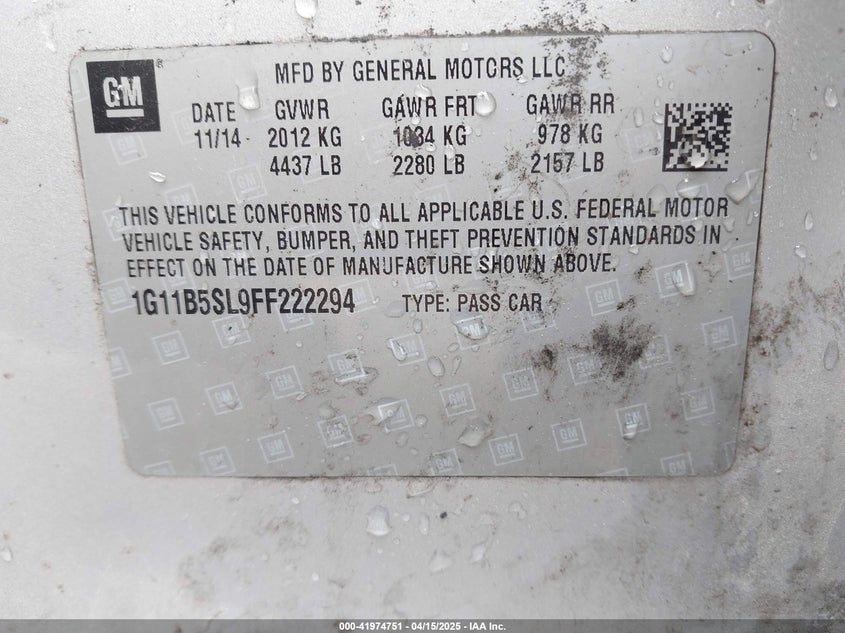 GM ®
MFD BY GENERAL MOTORS LLC
DATE GVWR GAWR FRT GAWR RR
11/14 2012 KG 1034 KG 978 KG
4437 LB 2280 LB 2157 LB
THIS VEHICLE CONFORMS TO ALL APPLICABLE U.S. FEDERAL MOTOR
VEHICLE SAFETY, BUMPER, AND THEFT PREVENTION STANDARDS IN
EFFECT ON THE DATE OF MANUFACTURE SHOWN ABOVE.
1G11B5SL9FF222294 TYPE: PASS CAR
000-41974751 - 04/15/2025 - IAA Inc.